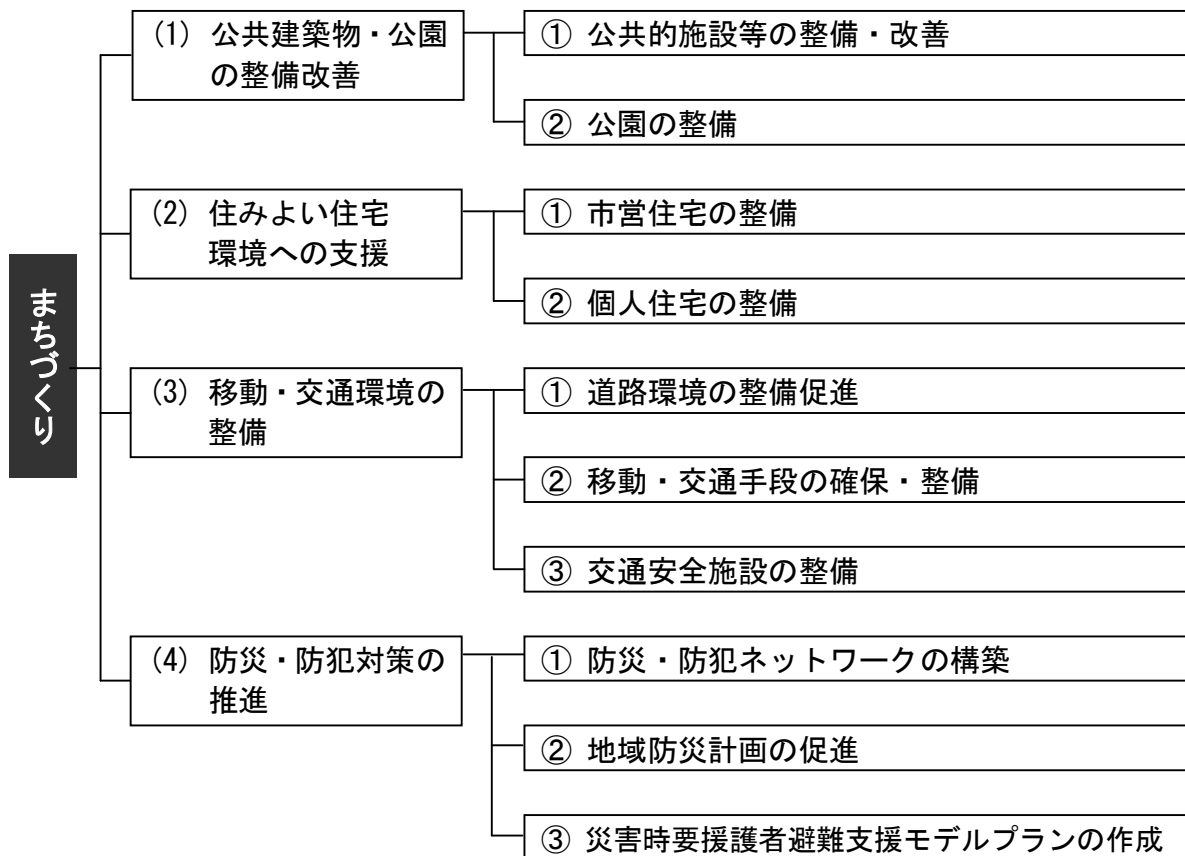 まちづくり
(1) 公共建築物・公園
の整備改善
① 公共的施設等の整備・改善
② 公園の整備
(2) 住みよい住宅
環境への支援
① 市営住宅の整備
② 個人住宅の整備
(3) 移動・交通環境の
整備
① 道路環境の整備促進
② 移動・交通手段の確保・整備
③ 交通安全施設の整備
(4) 防災・防犯対策の
推進
① 防災・防犯ネットワークの構築
② 地域防災計画の促進
③ 災害時要援護者避難支援モデルプランの作成